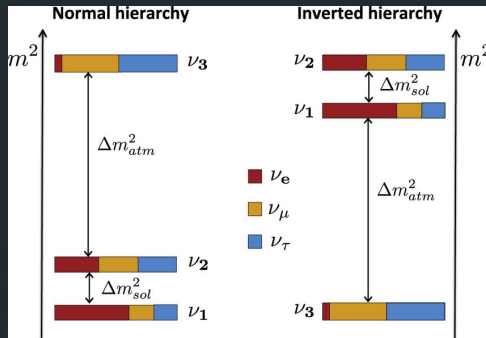 Normal hierarchy
m²
ν₃
Δm²atm
ν₂
Δm²sol
ν₁
νe
νμ
ντ
Inverted hierarchy
m²
ν₂
Δm²sol
ν₁
Δm²atm
ν₃